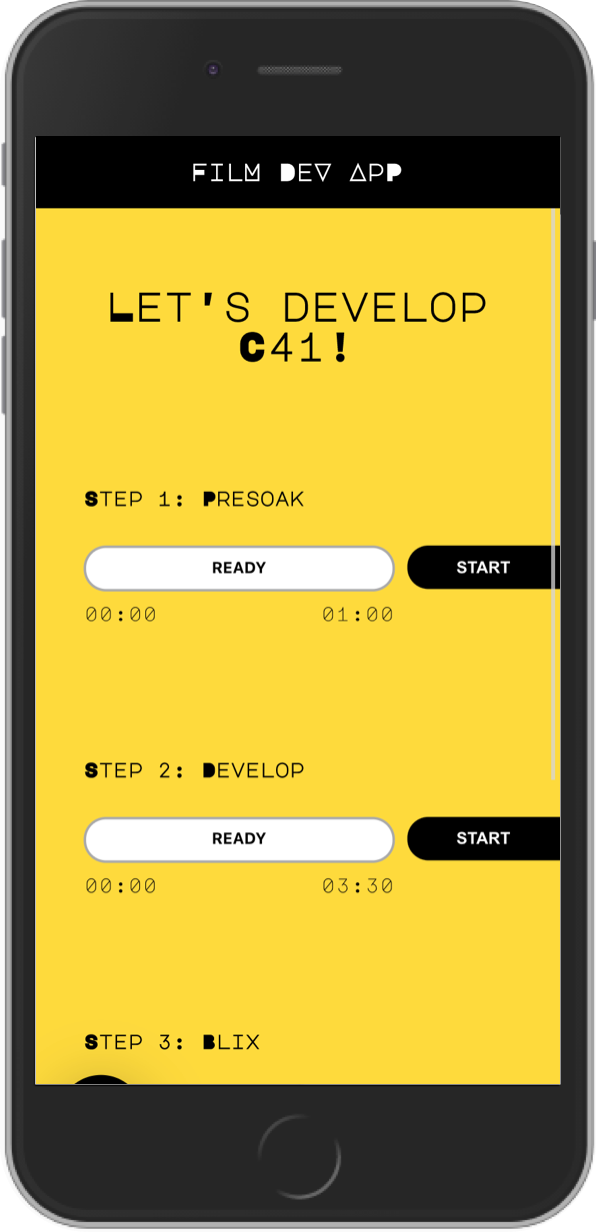 FILM DEV APP
LET'S DEVELOP
C41!
STEP 1: PRESOAK
READY START
00:00 01:00
STEP 2: DEVELOP
READY START
00:00 03:30
STEP 3: BLIX